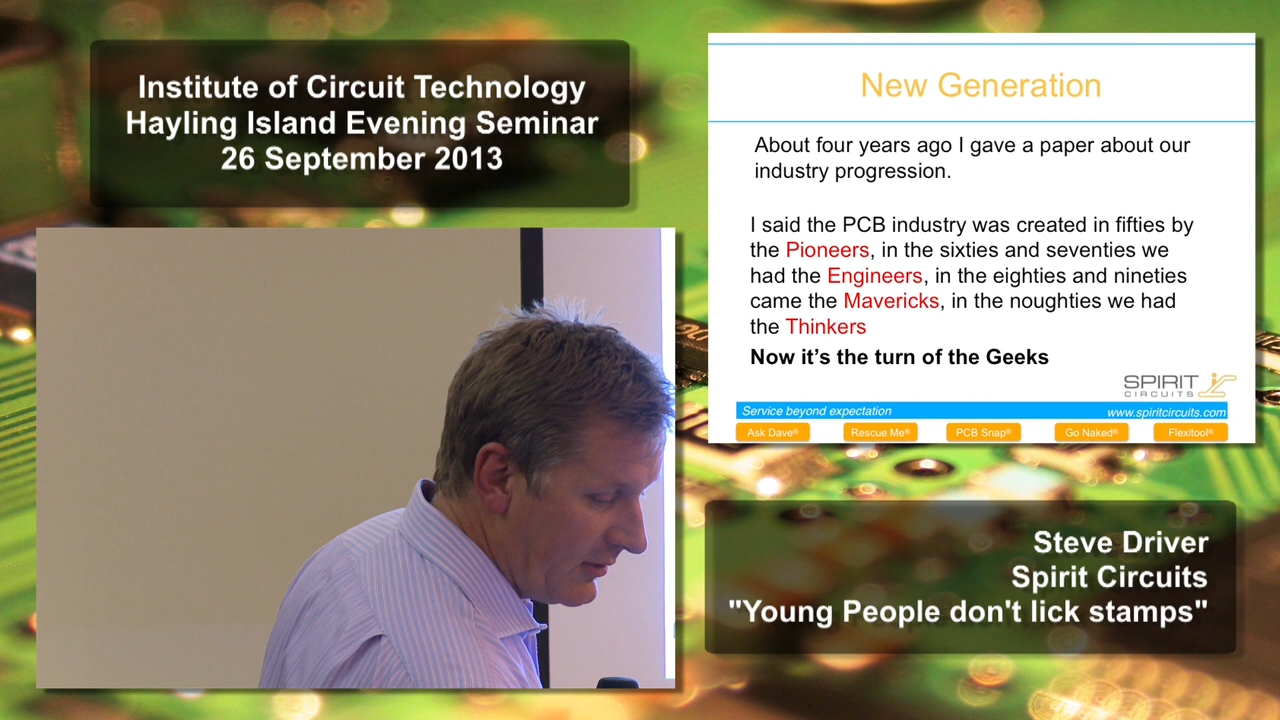 Institute of Circuit Technology
Hayling Island Evening Seminar
26 September 2013
New Generation
About four years ago I gave a paper about our
industry progression.
I said the PCB industry was created in fifties by
the Pioneers, in the sixties and seventies we
had the Engineers, in the eighties and nineties
came the Mavericks, in the noughties we had
the Thinkers
Now it’s the turn of the Geeks
SPIRIT
CIRCUITS
Service beyond expectation
www.spiritcircuits.com
Ask Dave®
Rescue Me®
PCB Snap®
Go Naked®
Flexitool®
Steve Driver
Spirit Circuits
"Young People don't lick stamps"